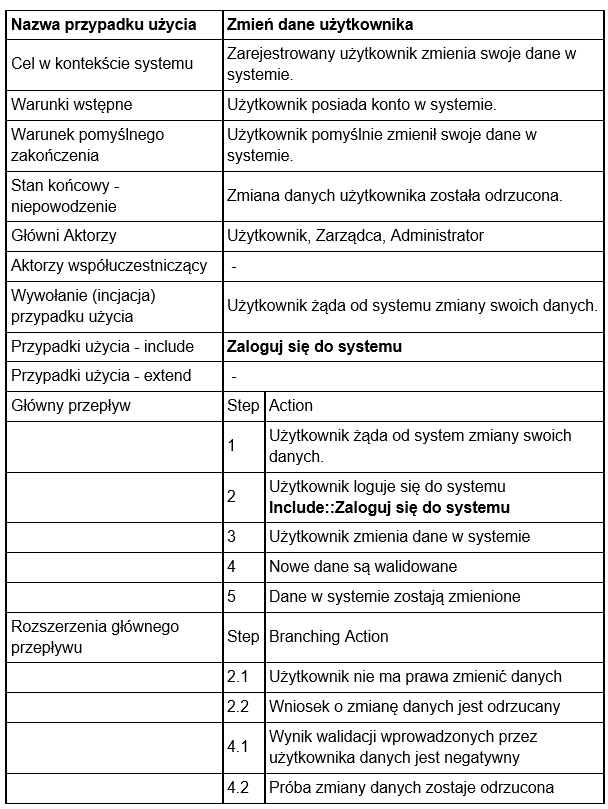 Nazwa przypadku użycia
Zmień dane użytkownika
Cel w kontekście systemu
Zarejestrowany użytkownik zmienia swoje dane w
systemie.
Warunki wstępne
Użytkownik posiada konto w systemie.
Warunek pomyślnego
zakończenia
Użytkownik pomyślnie zmienił swoje dane w
systemie.
Stan końcowy -
niepowodzenie
Zmiana danych użytkownika została odrzucona.
Główni Aktorzy
Użytkownik, Zarządca, Administrator
Aktorzy współuczestniczący
-
Wywołanie (incjacja)
przypadku użycia
Użytkownik żąda od systemu zmiany swoich danych.
Przypadki użycia - include
Zaloguj się do systemu
Przypadki użycia - extend
-
Główny przepływ
Step
Action
1
Użytkownik żąda od system zmiany swoich
danych.
2
Użytkownik loguje się do systemu
Include::Zaloguj się do systemu
3
Użytkownik zmienia dane w systemie
4
Nowe dane są walidowane
5
Dane w systemie zostają zmienione
Rozszerzenia głównego
przepływu
Step
Branching Action
2.1
Użytkownik nie ma prawa zmienić danych
2.2
Wniosek o zmianę danych jest odrzucany
4.1
Wynik walidacji wprowadzonych przez
użytkownika danych jest negatywny
4.2
Próba zmiany danych zostaje odrzucona